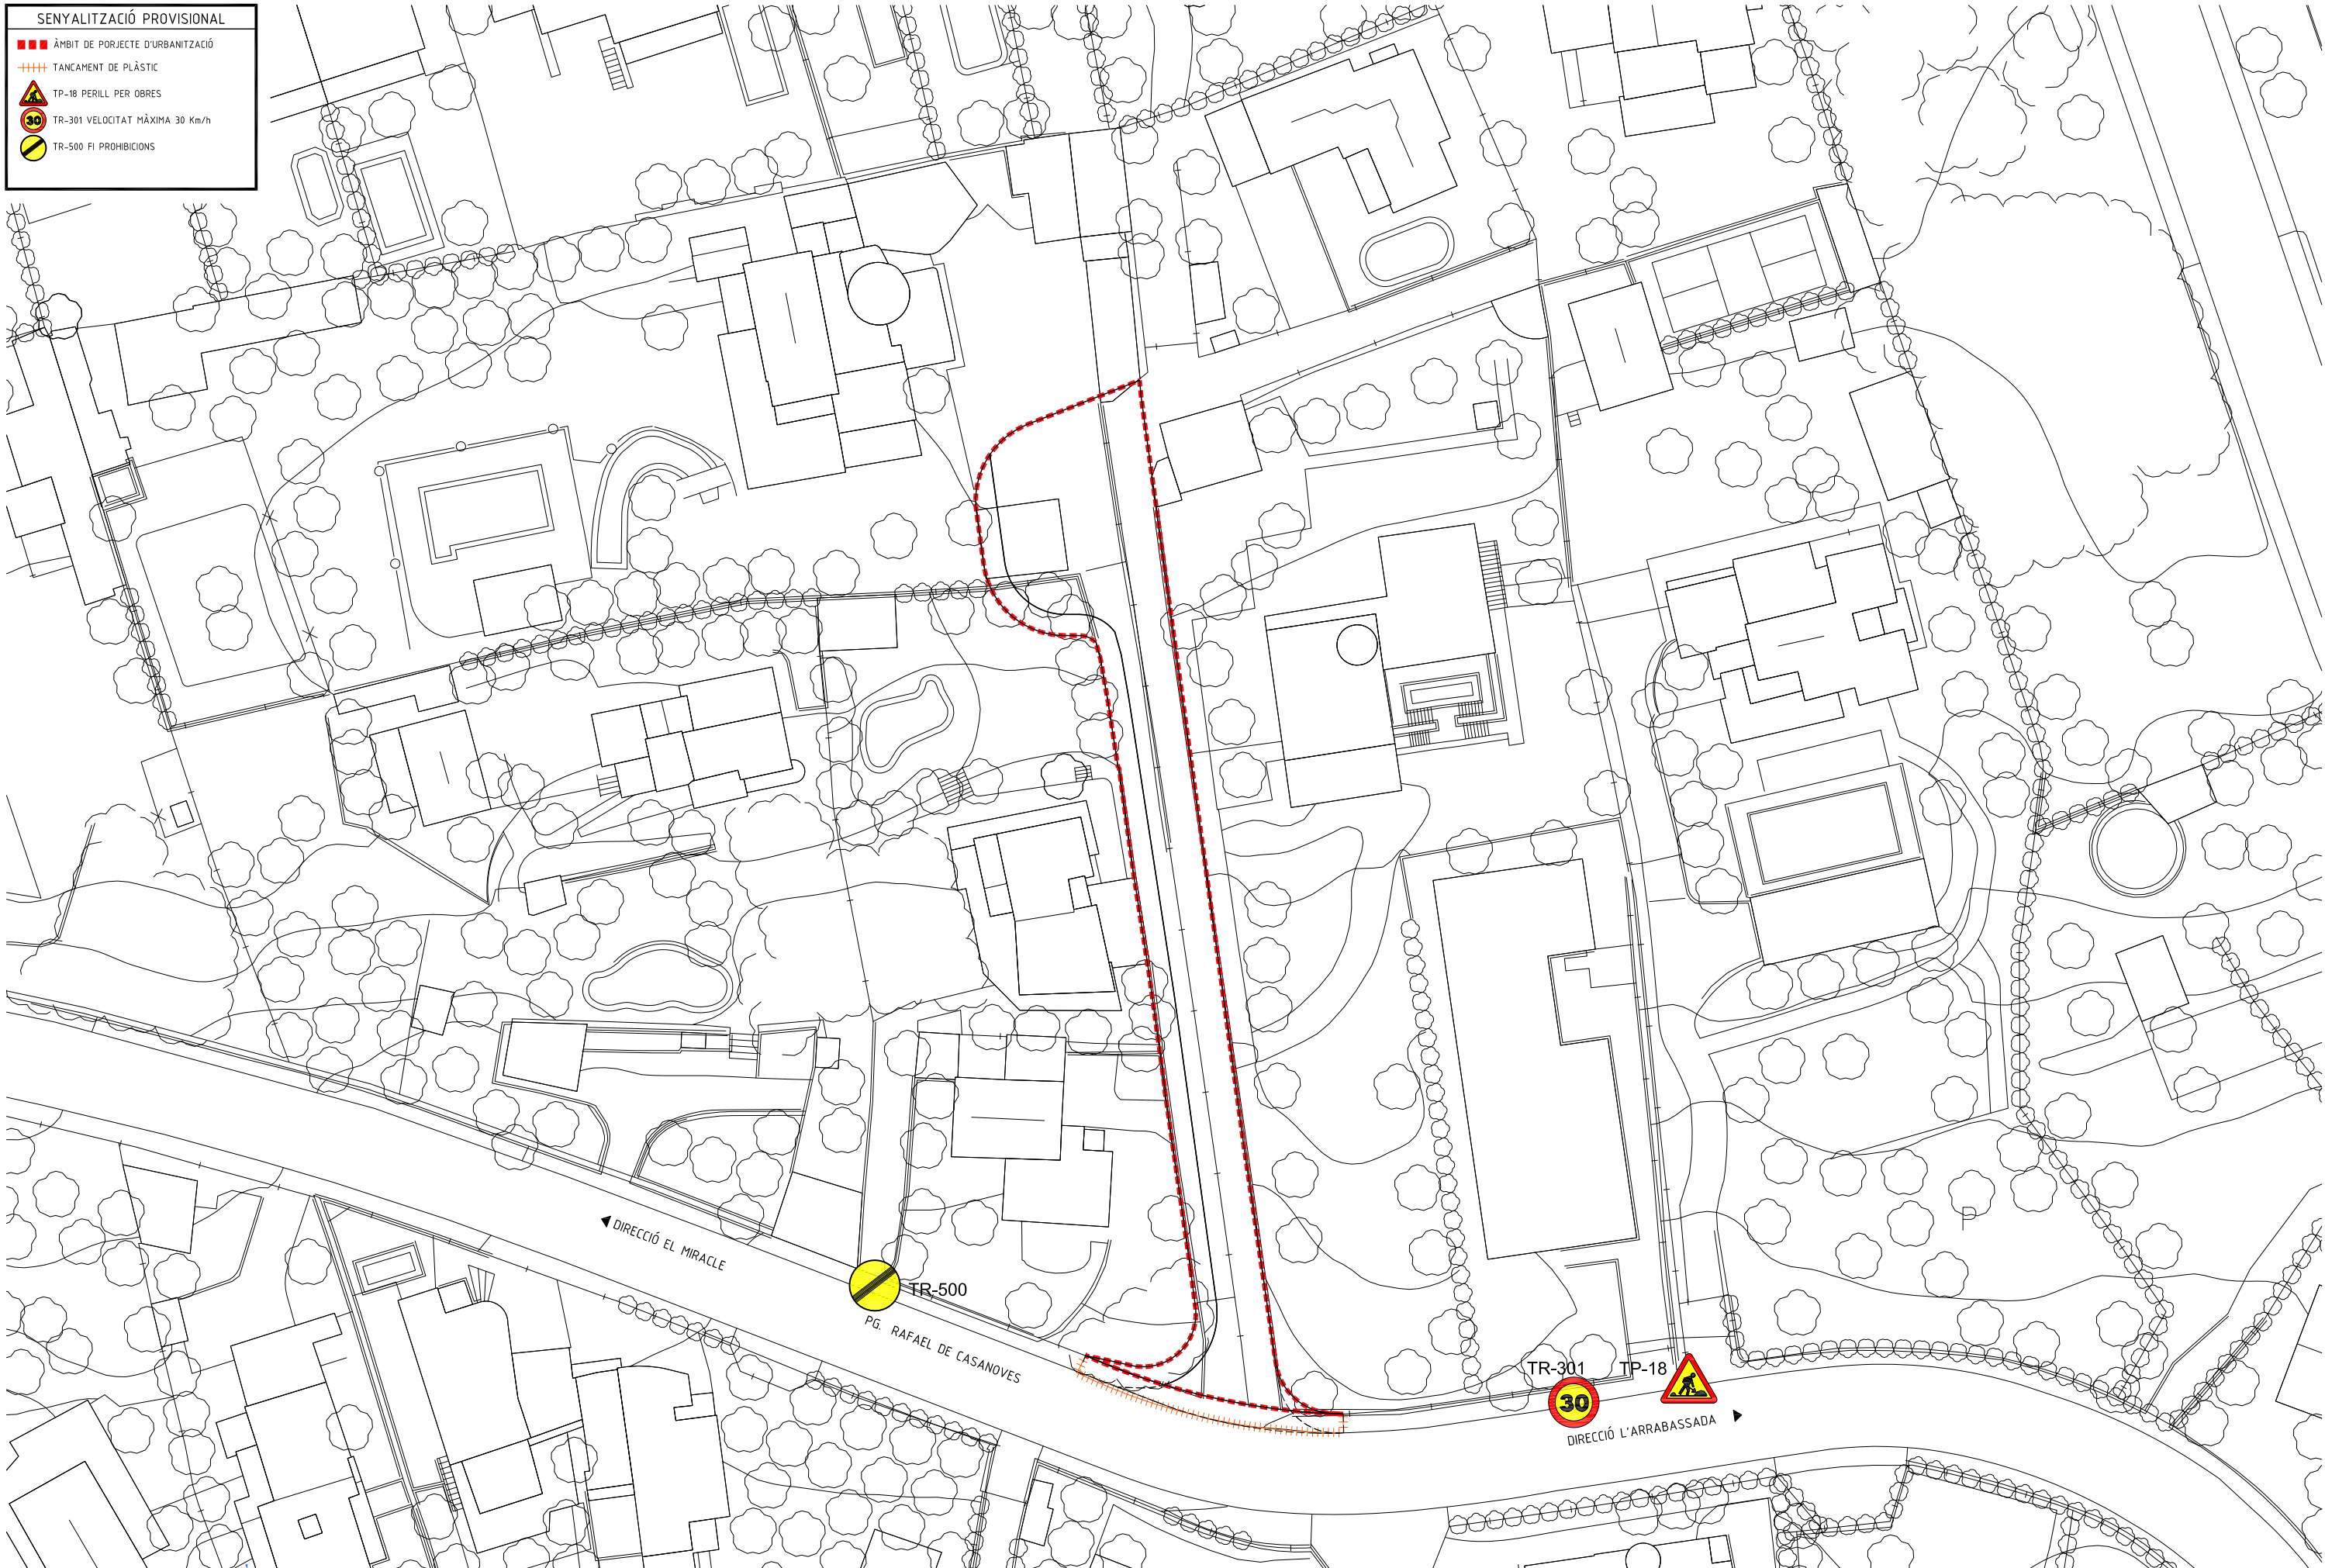 SENYALITZACIÓ PROVISIONAL
ÀMBIT DE PORJECTE D'URBANITZACIÓ
TANCAMENT DE PLÀSTIC
TP-18 PERILL PER OBRES
30 TR-301 VELOCITAT MÀXIMA 30 Km/h
TR-500 FI PROHIBICIONS
P
DIRECCIÓ EL MIRACLE
TR-500
PG. RAFAEL DE CASANOVES
TR-301 TP-18
30
DIRECCIÓ L'ARRABASSADA